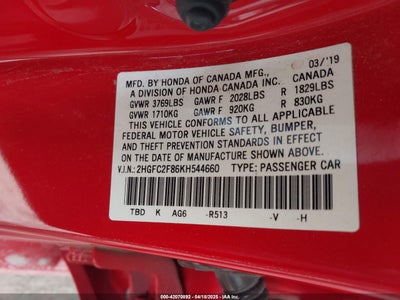 03/'19
MFD. BY HONDA OF CANADA MFG., CANADA
A DIVISION OF HONDA CANADA INC.
GVWR 3769LBS GAWR F 2028LBS R 1829LBS
GVWR 1710KG GAWR F 920KG R 830KG
THIS VEHICLE CONFORMS TO ALL APPLICABLE
FEDERAL MOTOR VEHICLE SAFETY, BUMPER,
AND THEFT PREVENTION STANDARDS IN EFFECT
ON THE DATE OF MANUFACTURE SHOWN ABOVE.
V.I.N.: 2HGFC2F86KH544660 TYPE: PASSENGER CAR
TBD K AG6 -R513 -V -H
000-42070892 - 04/18/2025 - IAA, LLC